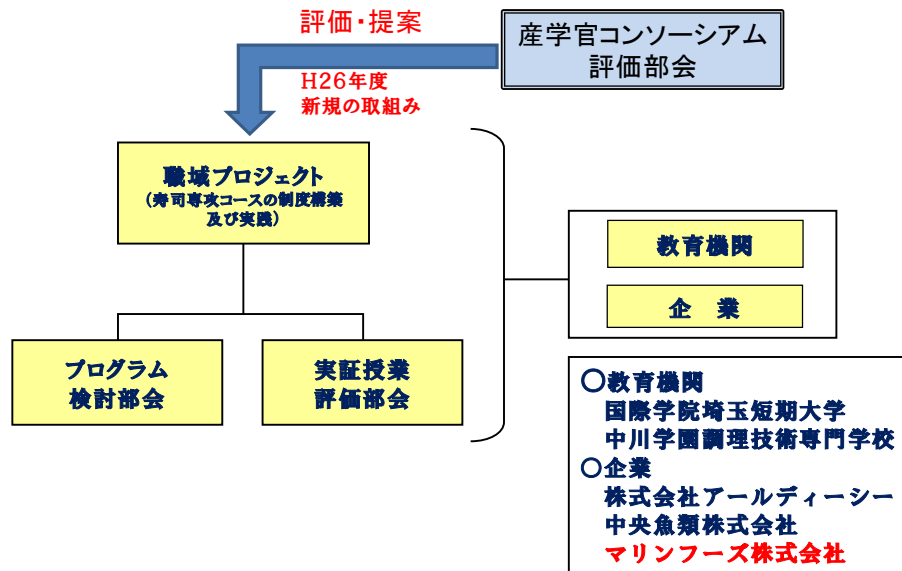 評価・提案
産学官コンソーシアム
評価部会
H26年度
新規の取組み
職域プロジェクト
(寿司専攻コースの制度構築
及び実践)
教育機関
企　業
プログラム
検討部会
実証授業
評価部会
〇教育機関
国際学院埼玉短期大学
中川学園調理技術専門学校
〇企業
株式会社アールディーシー
中央魚類株式会社
マリンフーズ株式会社